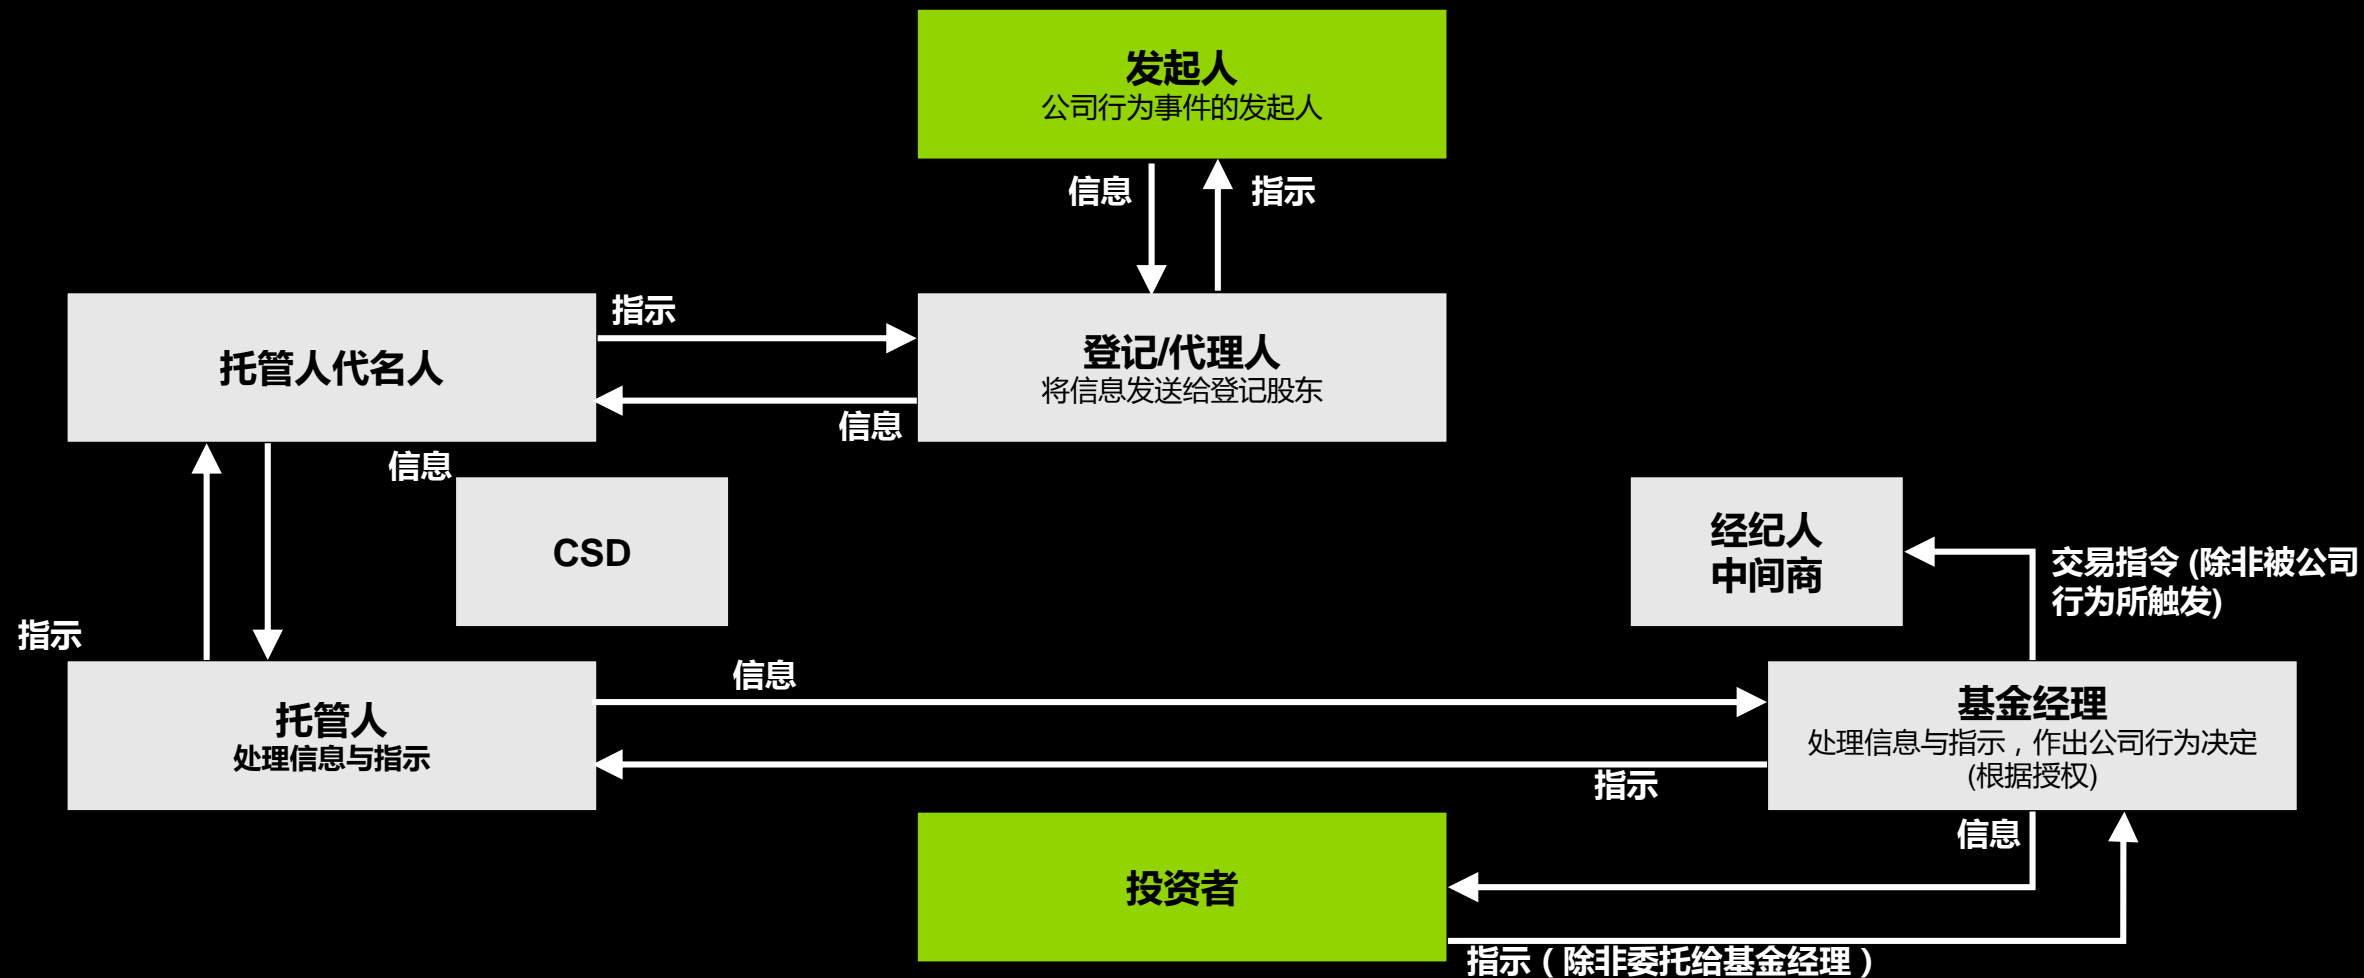 发起人
公司行为事件的发起人
信息
指示
托管人代名人
指示
登记/代理人
将信息发送给登记股东
信息
信息
CSD
经纪人
中间商
交易指令 (除非被公司
行为所触发)
指示
托管人
处理信息与指示
信息
基金经理
处理信息与指示，作出公司行为决定
(根据授权)
指示
信息
投资者
指示（除非委托给基金经理）